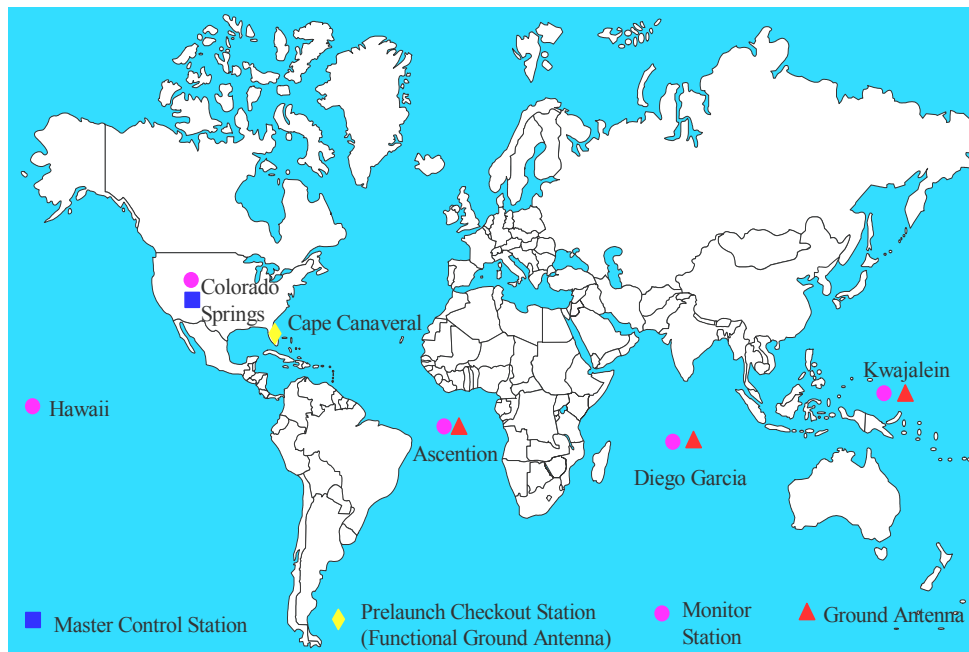 Colorado
Springs
Cape Canaveral
Kwajalein
Hawaii
Ascention
Diego Garcia
Master Control Station
Prelaunch Checkout Station
(Functional Ground Antenna)
Monitor
Station
Ground Antenna